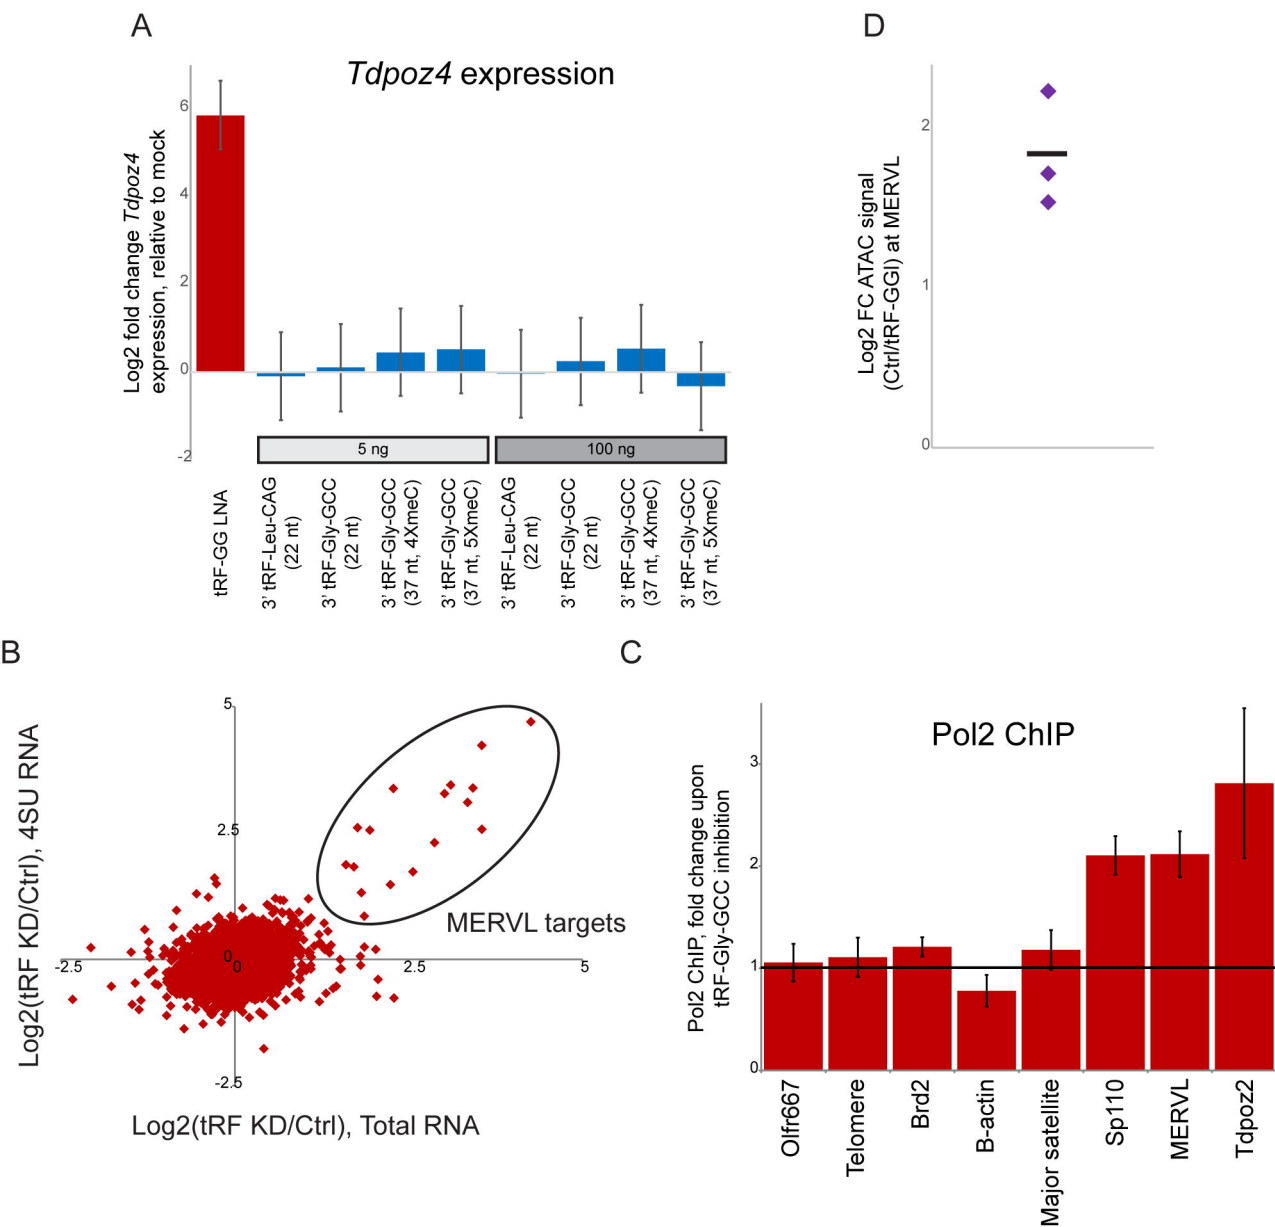 A
Tdpoz4 expression
Log2 fold change Tdpoz4
expression, relative to mock
6
4
2
0
-2
5 ng
100 ng
tRF-GG LNA
3’ tRF-Leu-CAG
(22 nt)
3’ tRF-Gly-GCC
(22 nt)
3’ tRF-Gly-GCC
(37 nt, 4XmeC)
3’ tRF-Gly-GCC
(37 nt, 5XmeC)
3’ tRF-Leu-CAG
(22 nt)
3’ tRF-Gly-GCC
(22 nt)
3’ tRF-Gly-GCC
(37 nt, 4XmeC)
3’ tRF-Gly-GCC
(37 nt, 5XmeC)
D
Log2 FC ATAC signal
(Ctrl/tRF-GGI) at MERVL
2
1
0
B
Log2(tRF KD/Ctrl), 4SU RNA
5
2.5
0
-2.5
-2.5
0
2.5
5
MERVL targets
Log2(tRF KD/Ctrl), Total RNA
C
Pol2 ChIP
Pol2 ChIP, fold change upon
tRF-Gly-GCC inhibition
3
2
1
0
Olfr667
Telomere
Brd2
B-actin
Major satellite
Sp110
MERVL
Tdpoz2